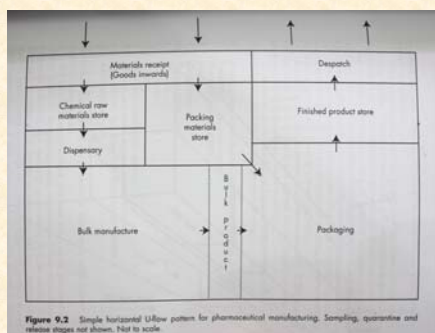 Materials receipt
(Goods inwards)
Despatch
Chemical raw
materials store
Packing
materials
store
Finished product store
Dispensary
Bulk manufacture
Bulk product
Packaging
Figure 9.2 Simple horizontal U-flow pattern for pharmaceutical manufacturing. Sampling, quarantine and
release stages not shown. Not to scale.